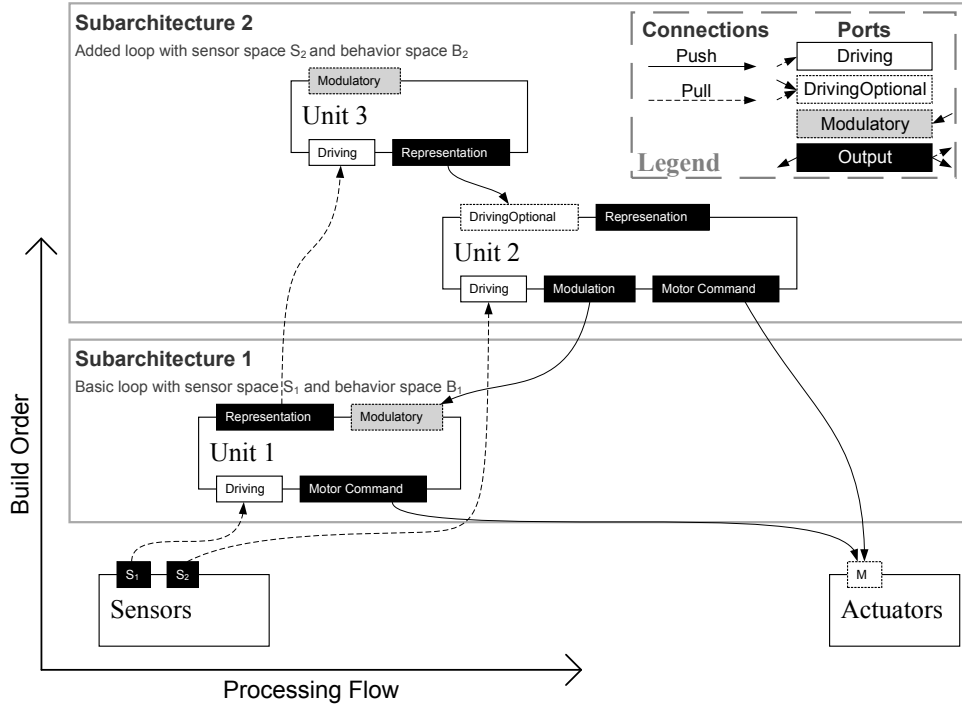 Subarchitecture 2
Added loop with sensor space S2 and behavior space B2
Connections
Ports
Push
Pull
Driving
DrivingOptional
Modulatory
Output
Legend
Modulatory
Unit 3
Driving
Representation
DrivingOptional
Represenation
Unit 2
Driving
Modulation
Motor Command
Subarchitecture 1
Basic loop with sensor space S1 and behavior space B1
Representation
Modulatory
Unit 1
Driving
Motor Command
S1
S2
Sensors
M
Actuators
Build Order
Processing Flow